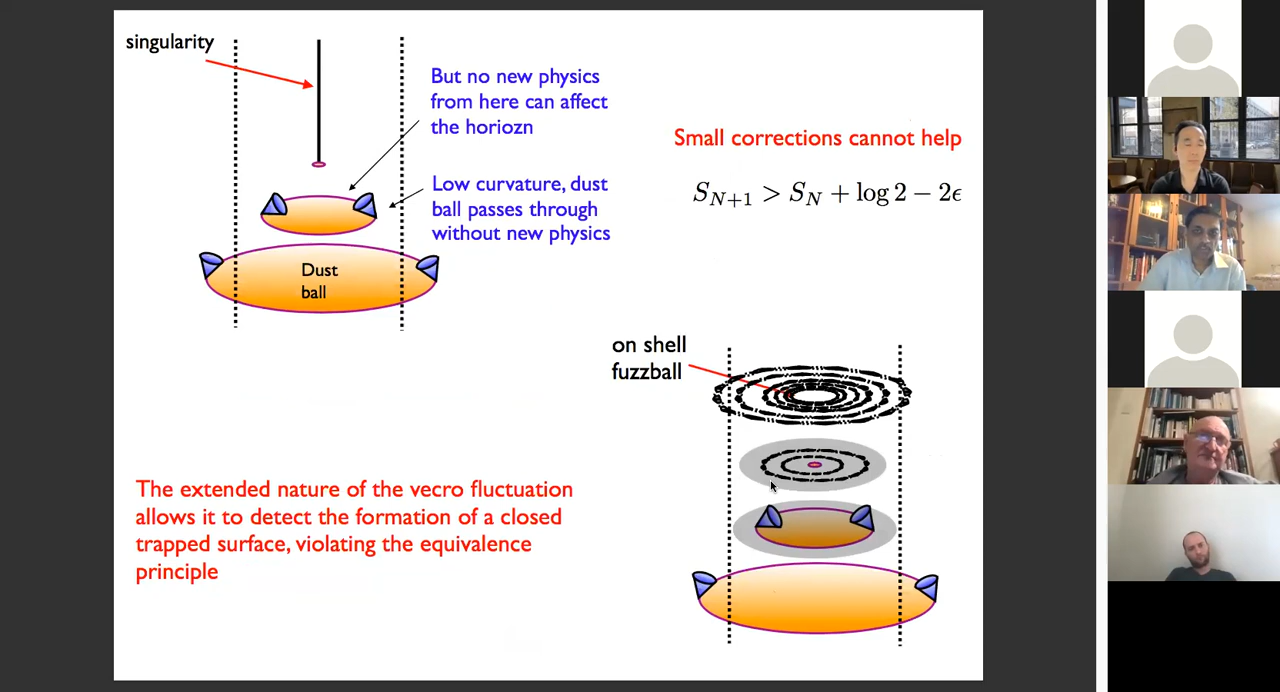 singularity
But no new physics
from here can affect
the horiozn
Low curvature, dust
ball passes through
without new physics
Dust
ball
Small corrections cannot help
S_{N+1} > S_N + log 2 − 2ϵ
on shell
fuzzball
The extended nature of the vecro fluctuation
allows it to detect the formation of a closed
trapped surface, violating the equivalence
principle